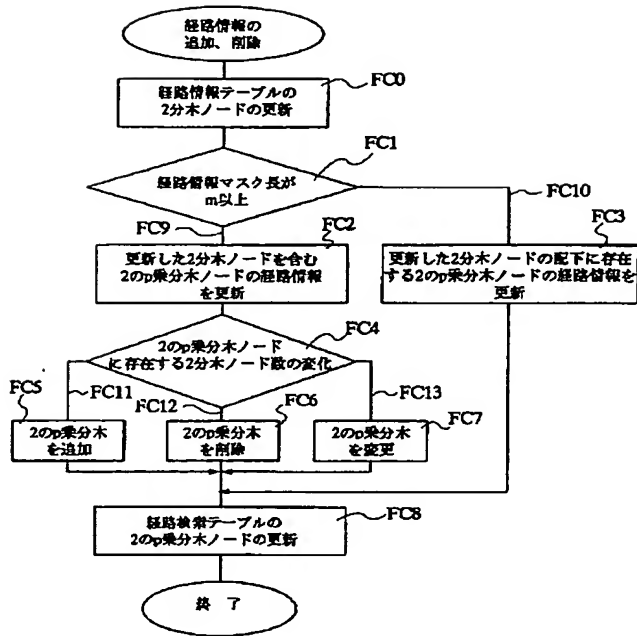 経路情報の
追加、削除
FC0
経路情報テーブルの
2分木ノードの更新
FC1
経路情報マスク長が
m以上
FC10
FC9
FC2
FC3
更新した2分木ノードを含む
2のp乗分木ノードの経路情報
を更新
更新した2分木ノードの配下に存在
する2のp乗分木ノードの経路情報を
更新
FC4
2のp乗分木ノード
に存在する2分木ノード数の変化
FC11
FC5
FC12
FC6
FC13
FC7
2のp乗分木
を追加
2のp乗分木
を削除
2のp乗分木
を変更
FC8
経路検索テーブルの
2のp乗分木ノードの更新
終 了